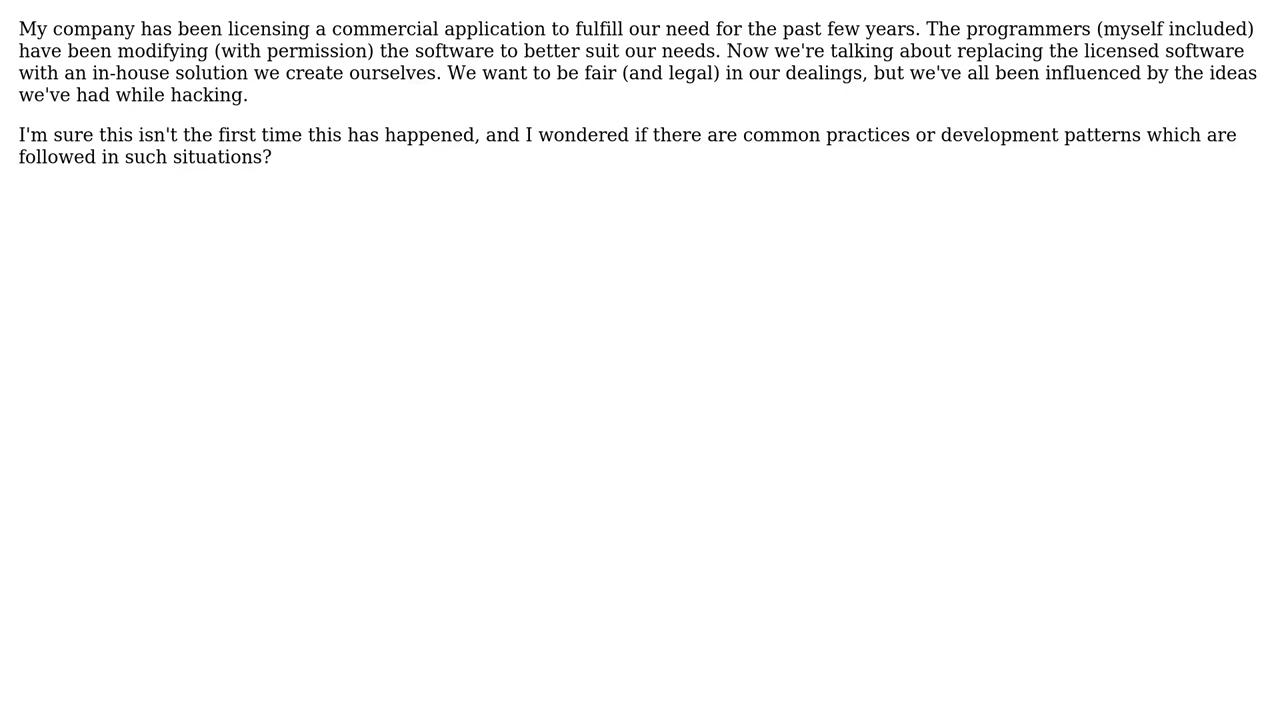 My company has been licensing a commercial application to fulfill our need for the past few years. The programmers (myself included)
have been modifying (with permission) the software to better suit our needs. Now we're talking about replacing the licensed software
with an in-house solution we create ourselves. We want to be fair (and legal) in our dealings, but we've all been influenced by the ideas
we've had while hacking.
I'm sure this isn't the first time this has happened, and I wondered if there are common practices or development patterns which are
followed in such situations?